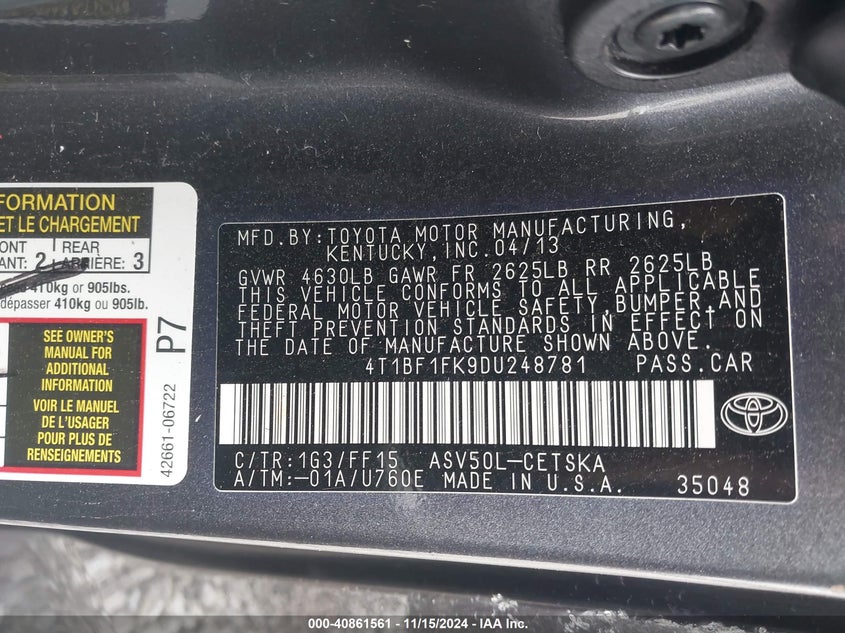 FORMATION
ET LE CHARGEMENT
ONT
REAR
ANT: 2
LARRIÈRE: 3
410kg or 905lbs.
dépasser 410kg ou 905lb.
SEE OWNER'S
MANUAL FOR
ADDITIONAL
INFORMATION
VOIR LE MANUEL
DE L'USAGER
POUR PLUS DE
RENSEIGNEMENTS
P7
42661-06722
MFD.BY:TOYOTA MOTOR MANUFACTURING,
KENTUCKY,INC.04/13
GVWR 4630LB GAWR FR 2625LB RR 2625LB
THIS VEHICLE CONFORMS TO ALL APPLICABLE
FEDERAL MOTOR VEHICLE SAFETY,BUMPER,AND
THEFT PREVENTION STANDARDS IN EFFECT ON
THE DATE OF MANUFACTURE SHOWN ABOVE.
4T1BF1FK9DU248781 PASS.CAR
C/TR:1G3/FF15 ASV50L-CETSKA
A/TM:-01A/U760E MADE IN U.S.A. 35048
000-40861561 - 11/15/2024 - IAA Inc.